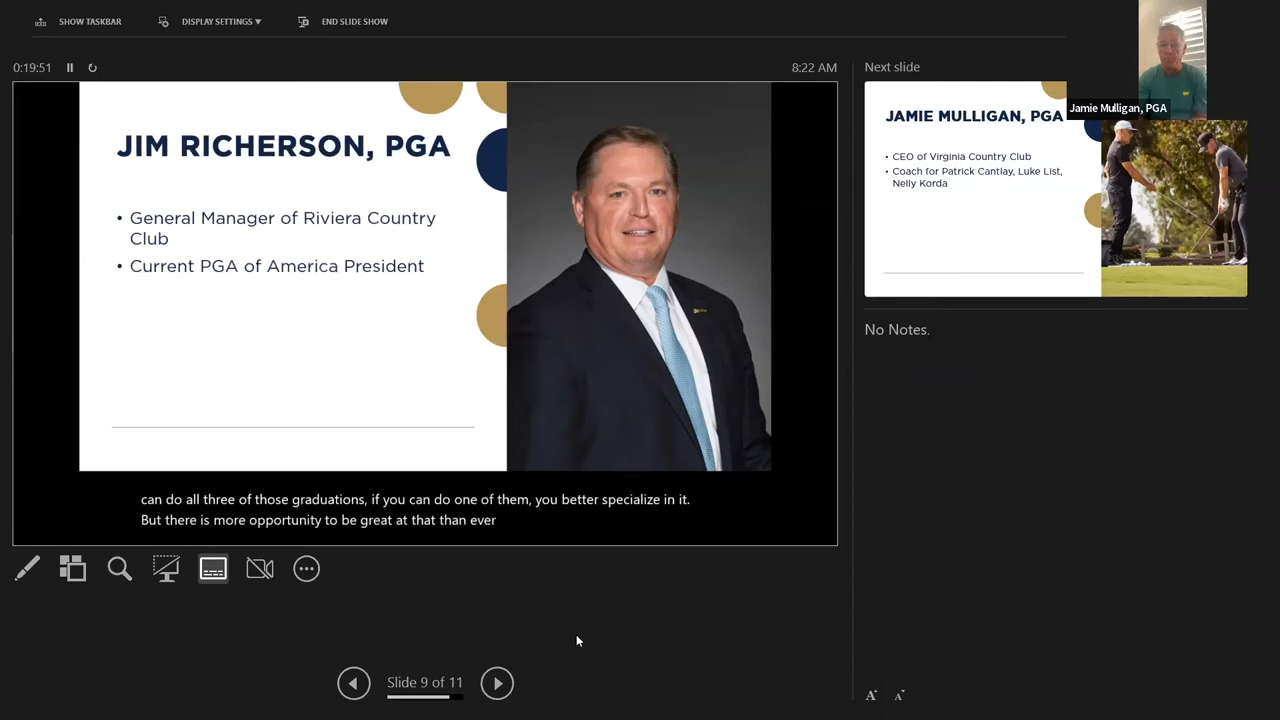 SHOW TASKBAR
DISPLAY SETTINGS ▼
END SLIDE SHOW
0:19:51
8:22 AM
JIM RICHERSON, PGA
• General Manager of Riviera Country
Club
• Current PGA of America President
can do all three of those graduations, if you can do one of them, you better specialize in it.
But there is more opportunity to be great at that than ever
Slide 9 of 11
Next slide
Jamie Mulligan, PGA
JAMIE MULLIGAN, PGA
• CEO of Virginia Country Club
• Coach for Patrick Cantlay, Luke List,
Nelly Korda
No Notes.
A A